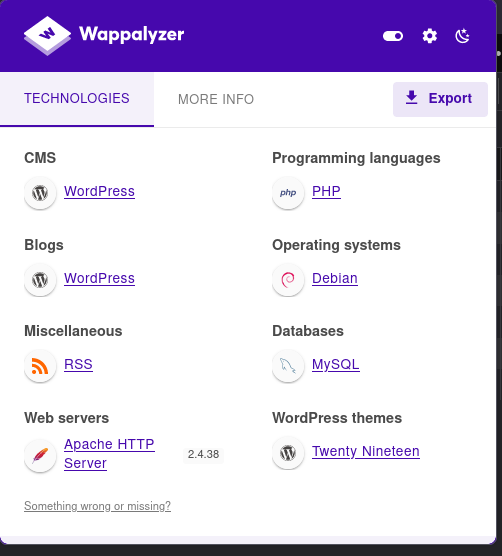 Wappalyzer
TECHNOLOGIES
MORE INFO
Export
CMS
WordPress
Programming languages
php
PHP
Blogs
WordPress
Operating systems
Debian
Miscellaneous
RSS
Databases
MySQL
Web servers
Apache HTTP
Server
2.4.38
WordPress themes
Twenty Nineteen
Something wrong or missing?